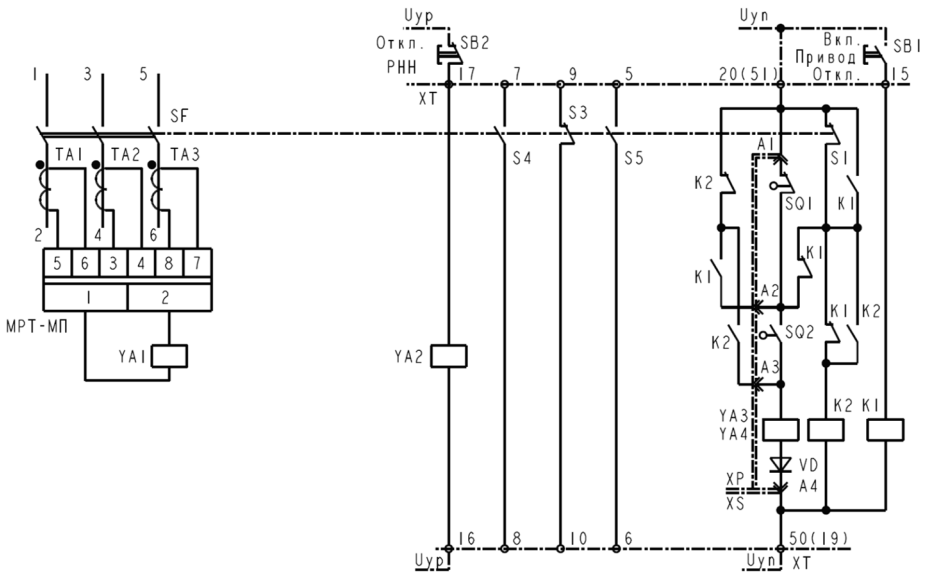 Uур
Uуп
Откл. SB2
РНН
Вкл. SB1
Привод
Откл.
1 3 5
17 7 9 5 20(51) 15
XT
SF
S3
TA1 TA2 TA3
S4 S5
A1 S1
K2 SQ1 K1
2 4 6
5 6 3 4 8 7
K1 K1
1 2
A2
МРТ-МП
K2 SQ2 K1 K2
YA1 YA2
A3
YA3
YA4
K2 K1
VD
XP A4
XS
16 8 10 6 50(19)
Uур Uуп XT